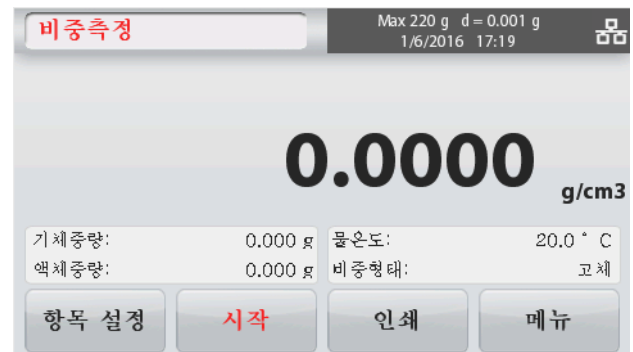 비중측정
Max 220 g d = 0.001 g
1/6/2016 17:19
0.0000
g/cm3
기체중량: 0.000 g 물온도: 20.0 ° C
액체중량: 0.000 g 비중형태: 고체
항목 설정 시작 인쇄 메뉴